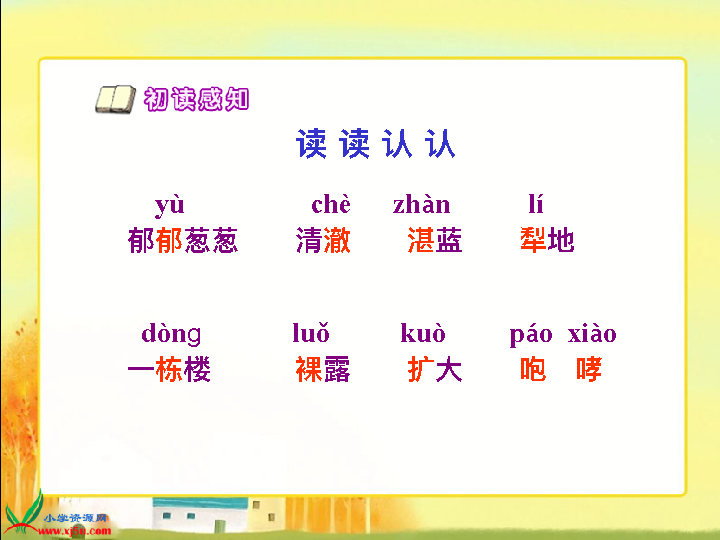 初读感知
读 读 认 认
yù chè zhàn lí
郁郁葱葱 清澈 湛蓝 犁地
dòng luǒ kuò páo xiào
一栋楼 裸露 扩大 咆 哮
小学资源网
www.xj5u.com